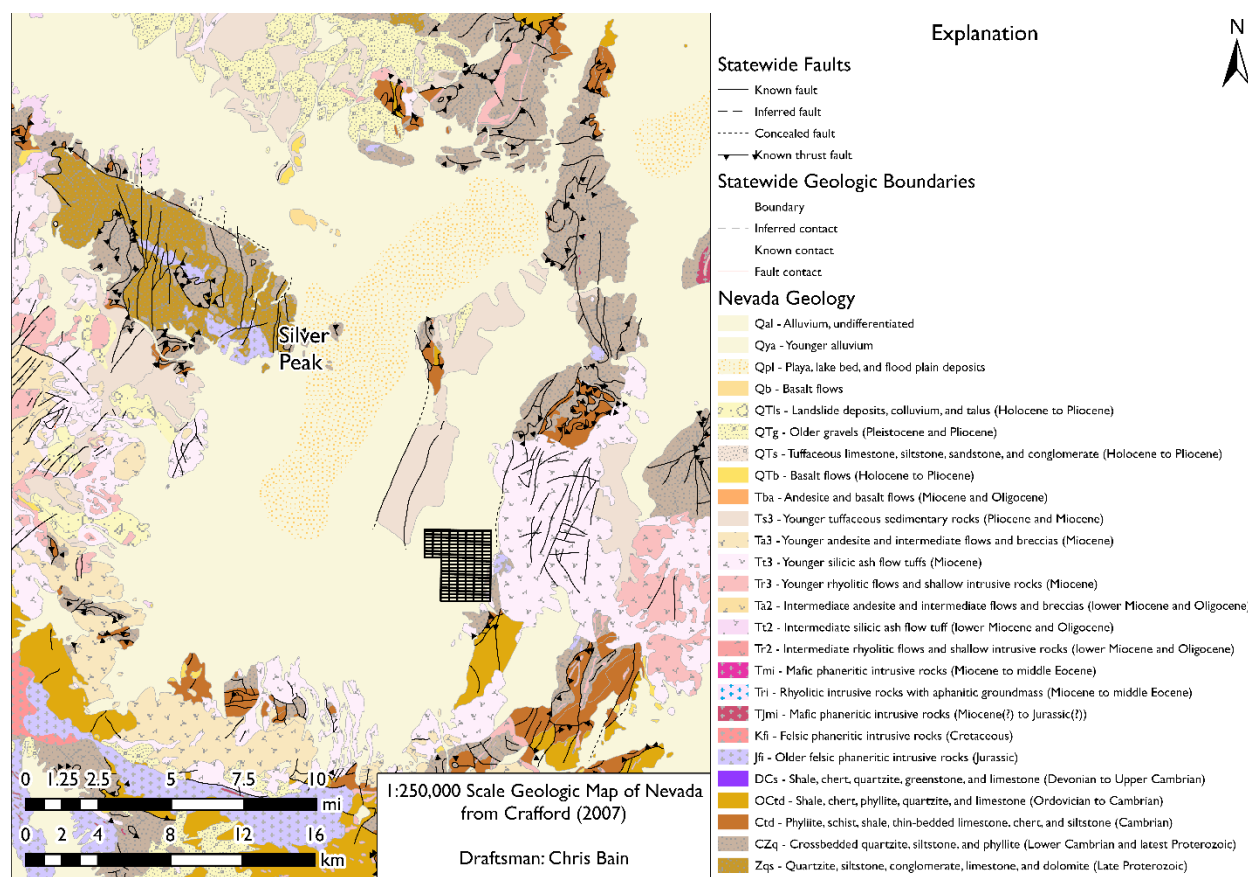 Silver
Peak
0 1.25 2.5 5 7.5 10
mi
0 2 4 8 12 16
km
1:250,000 Scale Geologic Map of Nevada
from Crafford (2007)
Draftsman: Chris Bain
Explanation
N
Statewide Faults
Known fault
Inferred fault
Concealed fault
Known thrust fault
Statewide Geologic Boundaries
Boundary
Inferred contact
Known contact
Fault contact
Nevada Geology
Qal - Alluvium, undifferentiated
Qya - Younger alluvium
Qpl - Playa, lake bed, and flood plain deposits
Qb - Basalt flows
QTls - Landslide deposits, colluvium, and talus (Holocene to Pliocene)
QTg - Older gravels (Pleistocene and Pliocene)
QTs - Tuffaceous limestone, siltstone, sandstone, and conglomerate (Holocene to Pliocene)
QTb - Basalt flows (Holocene to Pliocene)
Tba - Andesite and basalt flows (Miocene and Oligocene)
Ts3 - Younger tuffaceous sedimentary rocks (Pliocene and Miocene)
Ta3 - Younger andesite and intermediate flows and breccias (Miocene)
Tt3 - Younger silicic ash flow tuffs (Miocene)
Tr3 - Younger rhyolitic flows and shallow intrusive rocks (Miocene)
Ta2 - Intermediate andesite and intermediate flows and breccias (lower Miocene and Oligocene)
Tt2 - Intermediate silicic ash flow tuff (lower Miocene and Oligocene)
Tr2 - Intermediate rhyolitic flows and shallow intrusive rocks (lower Miocene and Oligocene)
Tmi - Mafic phaneritic intrusive rocks (Miocene to middle Eocene)
Tri - Rhyolitic intrusive rocks with aphanitic groundmass (Miocene to middle Eocene)
TJmi - Mafic phaneritic intrusive rocks (Miocene(?) to Jurassic(?))
Kfi - Felsic phaneritic intrusive rocks (Cretaceous)
Jfi - Older felsic phaneritic intrusive rocks (Jurassic)
DCs - Shale, chert, quartzite, greenstone, and limestone (Devonian to Upper Cambrian)
OCtd - Shale, chert, phyllite, quartzite, and limestone (Ordovician to Cambrian)
Ctd - Phyllite, schist, shale, thin-bedded limestone, chert, and siltstone (Cambrian)
CZq - Crossbedded quartzite, siltstone, and phyllite (Lower Cambrian and latest Proterozoic)
Zqs - Quartzite, siltstone, conglomerate, limestone, and dolomite (Late Proterozoic)